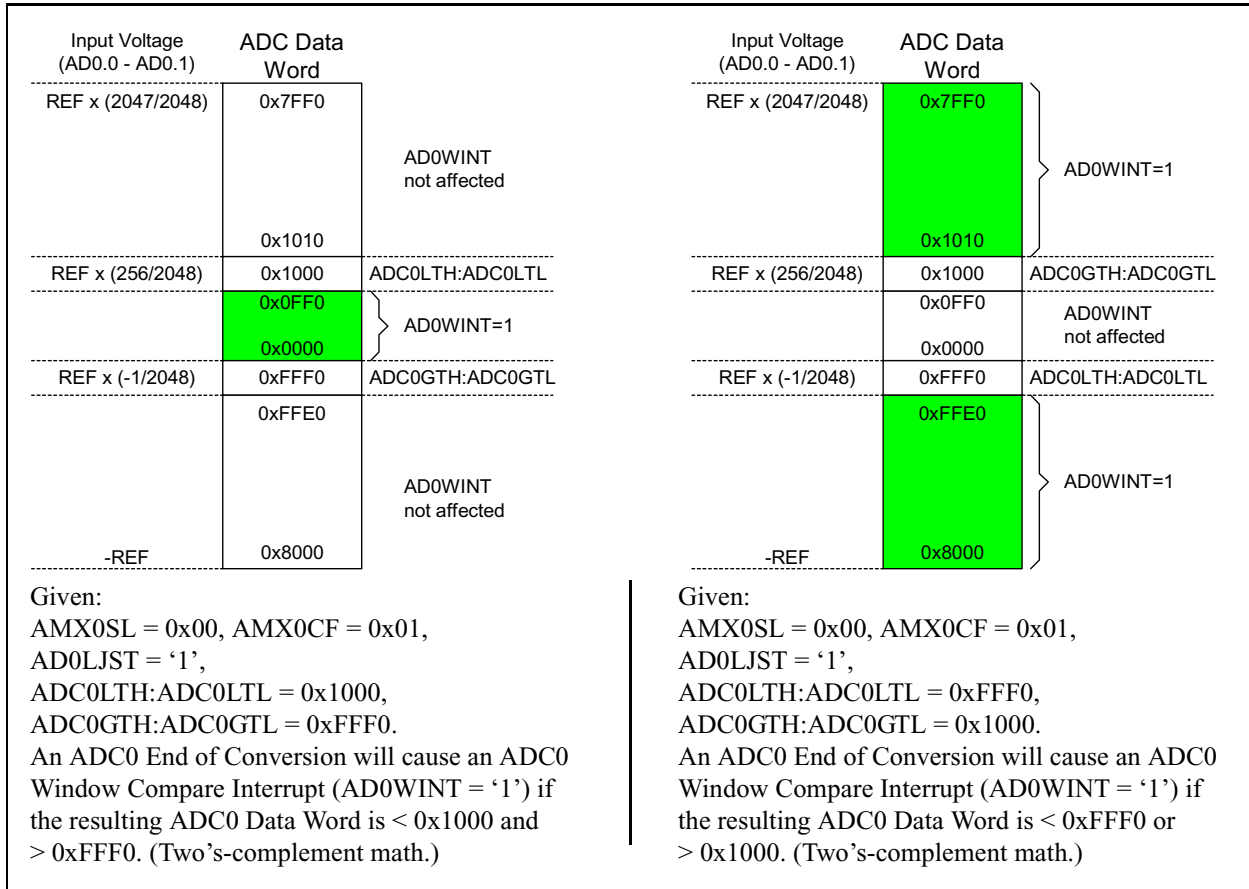 Input Voltage
(AD0.0 - AD0.1)
ADC Data
Word
REF x (2047/2048)
0x7FF0
AD0WINT
not affected
0x1010
REF x (256/2048)
0x1000
ADC0LTH:ADC0LTL
0x0FF0
AD0WINT=1
0x0000
REF x (-1/2048)
0xFFF0
ADC0GTH:ADC0GTL
0xFFE0
AD0WINT
not affected
-REF
0x8000
Given:
AMX0SL = 0x00, AMX0CF = 0x01,
AD0LJST = ‘1’,
ADC0LTH:ADC0LTL = 0x1000,
ADC0GTH:ADC0GTL = 0xFFF0.
An ADC0 End of Conversion will cause an ADC0
Window Compare Interrupt (AD0WINT = ‘1’) if
the resulting ADC0 Data Word is < 0x1000 and
> 0xFFF0. (Two’s-complement math.)
Input Voltage
(AD0.0 - AD0.1)
ADC Data
Word
REF x (2047/2048)
0x7FF0
AD0WINT=1
0x1010
REF x (256/2048)
0x1000
ADC0GTH:ADC0GTL
0x0FF0
AD0WINT
not affected
0x0000
REF x (-1/2048)
0xFFF0
ADC0LTH:ADC0LTL
0xFFE0
AD0WINT=1
-REF
0x8000
Given:
AMX0SL = 0x00, AMX0CF = 0x01,
AD0LJST = ‘1’,
ADC0LTH:ADC0LTL = 0xFFF0,
ADC0GTH:ADC0GTL = 0x1000.
An ADC0 End of Conversion will cause an ADC0
Window Compare Interrupt (AD0WINT = ‘1’) if
the resulting ADC0 Data Word is < 0xFFF0 or
> 0x1000. (Two’s-complement math.)